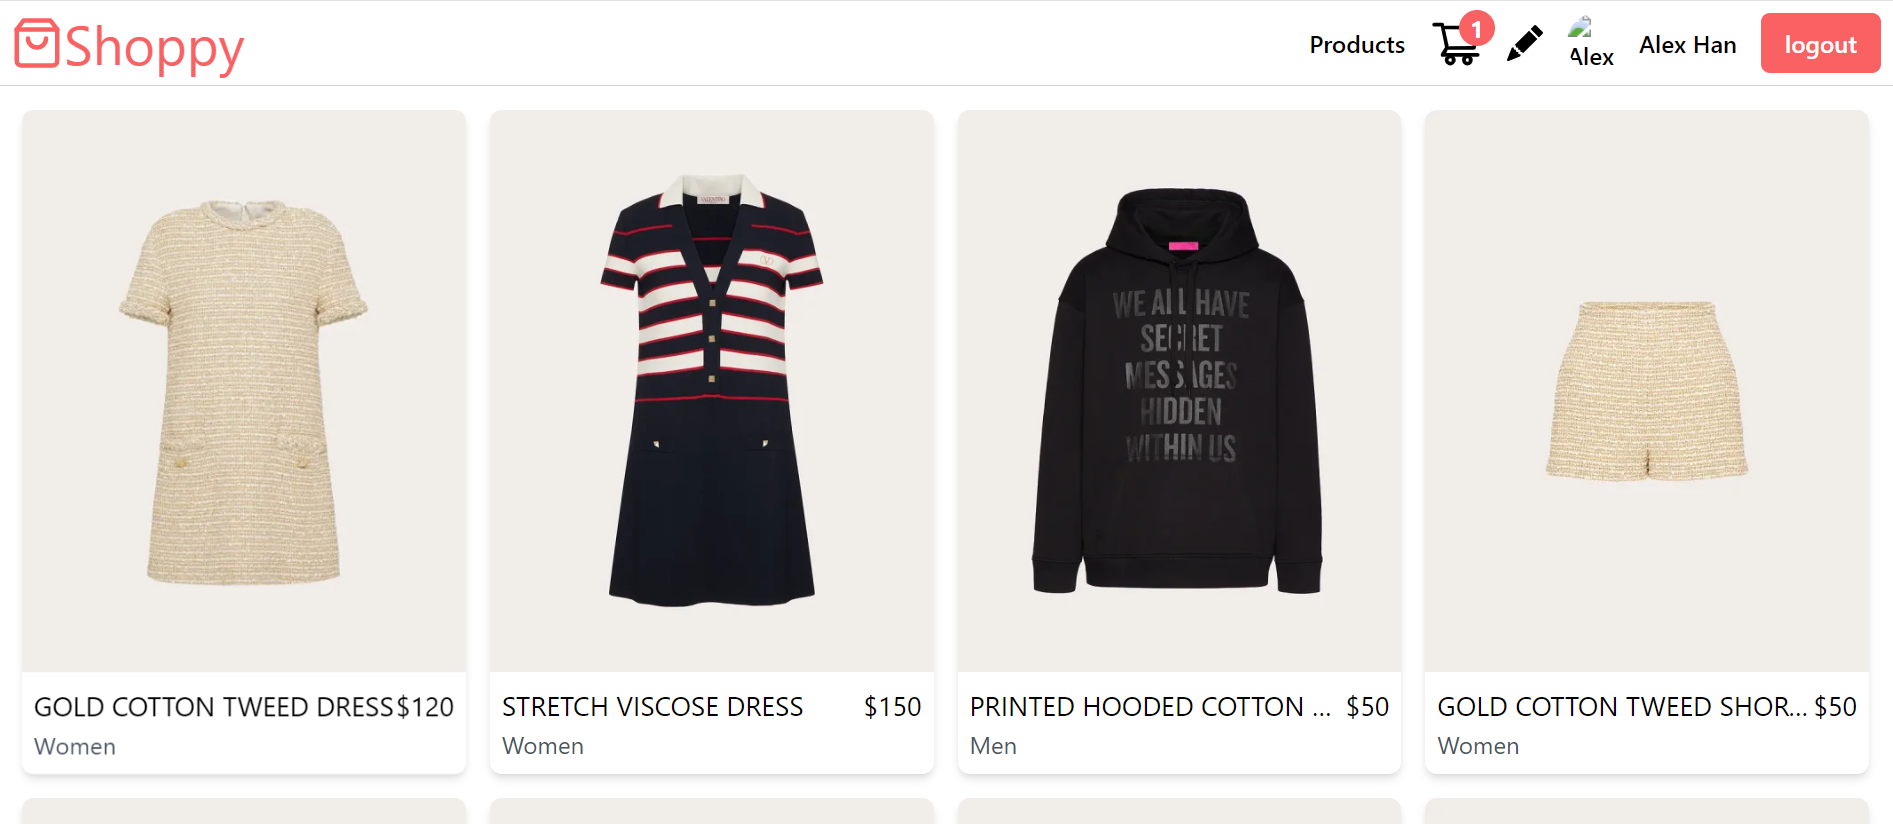 Shoppy
Products
1
Alex
Alex Han
logout
VALENTINO
WE ALL HAVE
SECRET
MESSAGES
HIDDEN
WITHIN US
GOLD COTTON TWEED DRESS $120
Women
STRETCH VISCOSE DRESS $150
Women
PRINTED HOODED COTTON ... $50
Men
GOLD COTTON TWEED SHOR... $50
Women